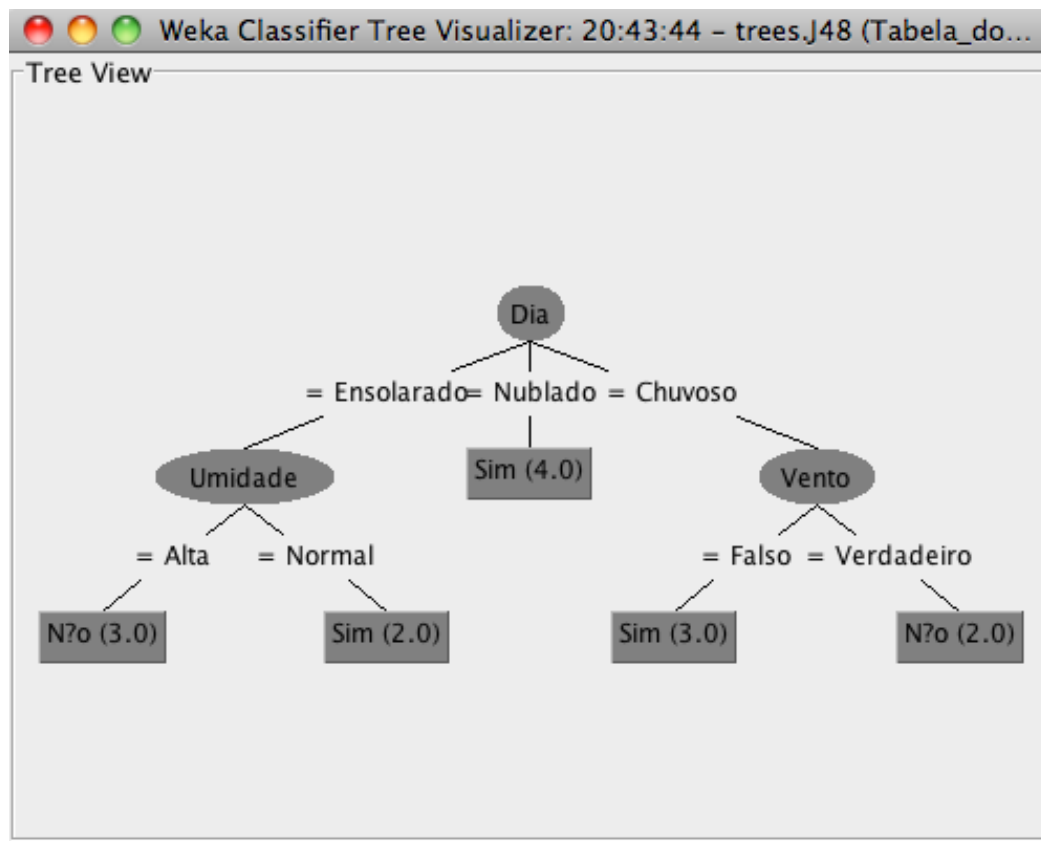 Weka Classifier Tree Visualizer: 20:43:44 – trees.J48 (Tabela_do...
Tree View
Dia
= Ensolarado= Nublado = Chuvoso
Umidade Sim (4.0) Vento
= Alta = Normal = Falso = Verdadeiro
N?o (3.0) Sim (2.0) Sim (3.0) N?o (2.0)